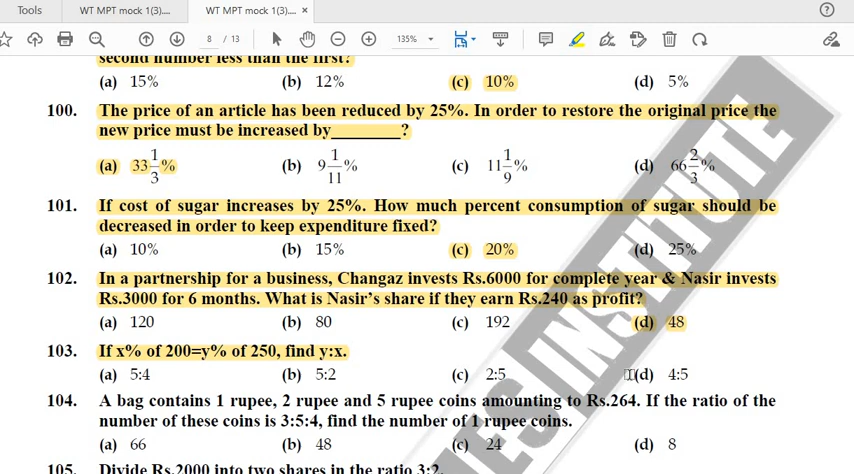 Tools WT MPT mock 1(3).... WT MPT mock 1(3).... ×
8 / 13 135%
second number less than the first?
(a) 15% (b) 12% (c) 10% (d) 5%
100. The price of an article has been reduced by 25%. In order to restore the original price the
new price must be increased by________?
(a) 33 1/3 % (b) 9 1/11 % (c) 11 1/9 % (d) 66 2/3 %
101. If cost of sugar increases by 25%. How much percent consumption of sugar should be
decreased in order to keep expenditure fixed?
(a) 10% (b) 15% (c) 20% (d) 25%
102. In a partnership for a business, Changaz invests Rs.6000 for complete year & Nasir invests
Rs.3000 for 6 months. What is Nasir's share if they earn Rs.240 as profit?
(a) 120 (b) 80 (c) 192 (d) 48
103. If x% of 200=y% of 250, find y:x.
(a) 5:4 (b) 5:2 (c) 2:5 (d) 4:5
104. A bag contains 1 rupee, 2 rupee and 5 rupee coins amounting to Rs.264. If the ratio of the
number of these coins is 3:5:4, find the number of 1 rupee coins.
(a) 66 (b) 48 (c) 24 (d) 8
105. Divide Rs.2000 into two shares in the ratio 3:2.
INSTITUTE